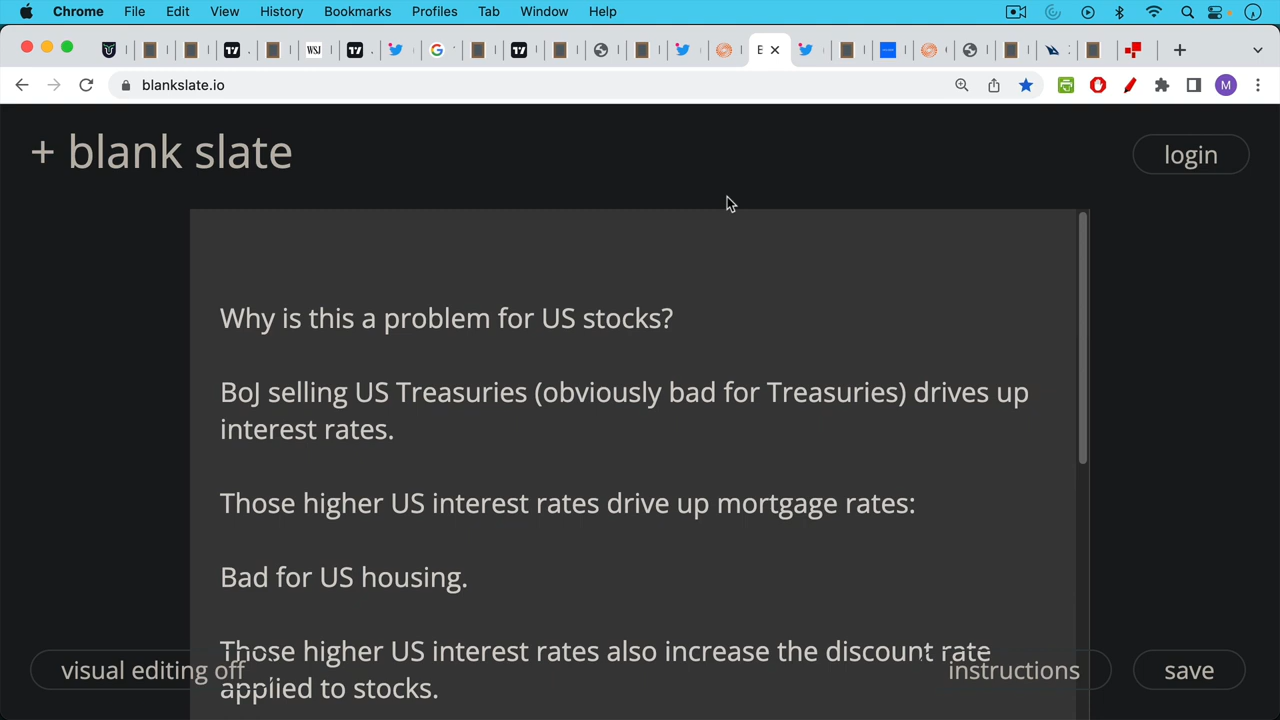 Chrome File Edit View History Bookmarks Profiles Tab Window Help
WSJ
E
blankslate.io
M
+ blank slate
login
Why is this a problem for US stocks?
BoJ selling US Treasuries (obviously bad for Treasuries) drives up
interest rates.
Those higher US interest rates drive up mortgage rates:
Bad for US housing.
Those higher US interest rates also increase the discount rate
applied to stocks.
visual editing off
instructions
save